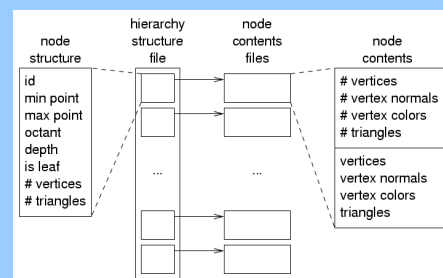 node
structure
id
min point
max point
octant
depth
is leaf
# vertices
# triangles
hierarchy
structure
file
...
node
contents
files
...
node
contents
# vertices
# vertex normals
# vertex colors
# triangles
vertices
vertex normals
vertex colors
triangles